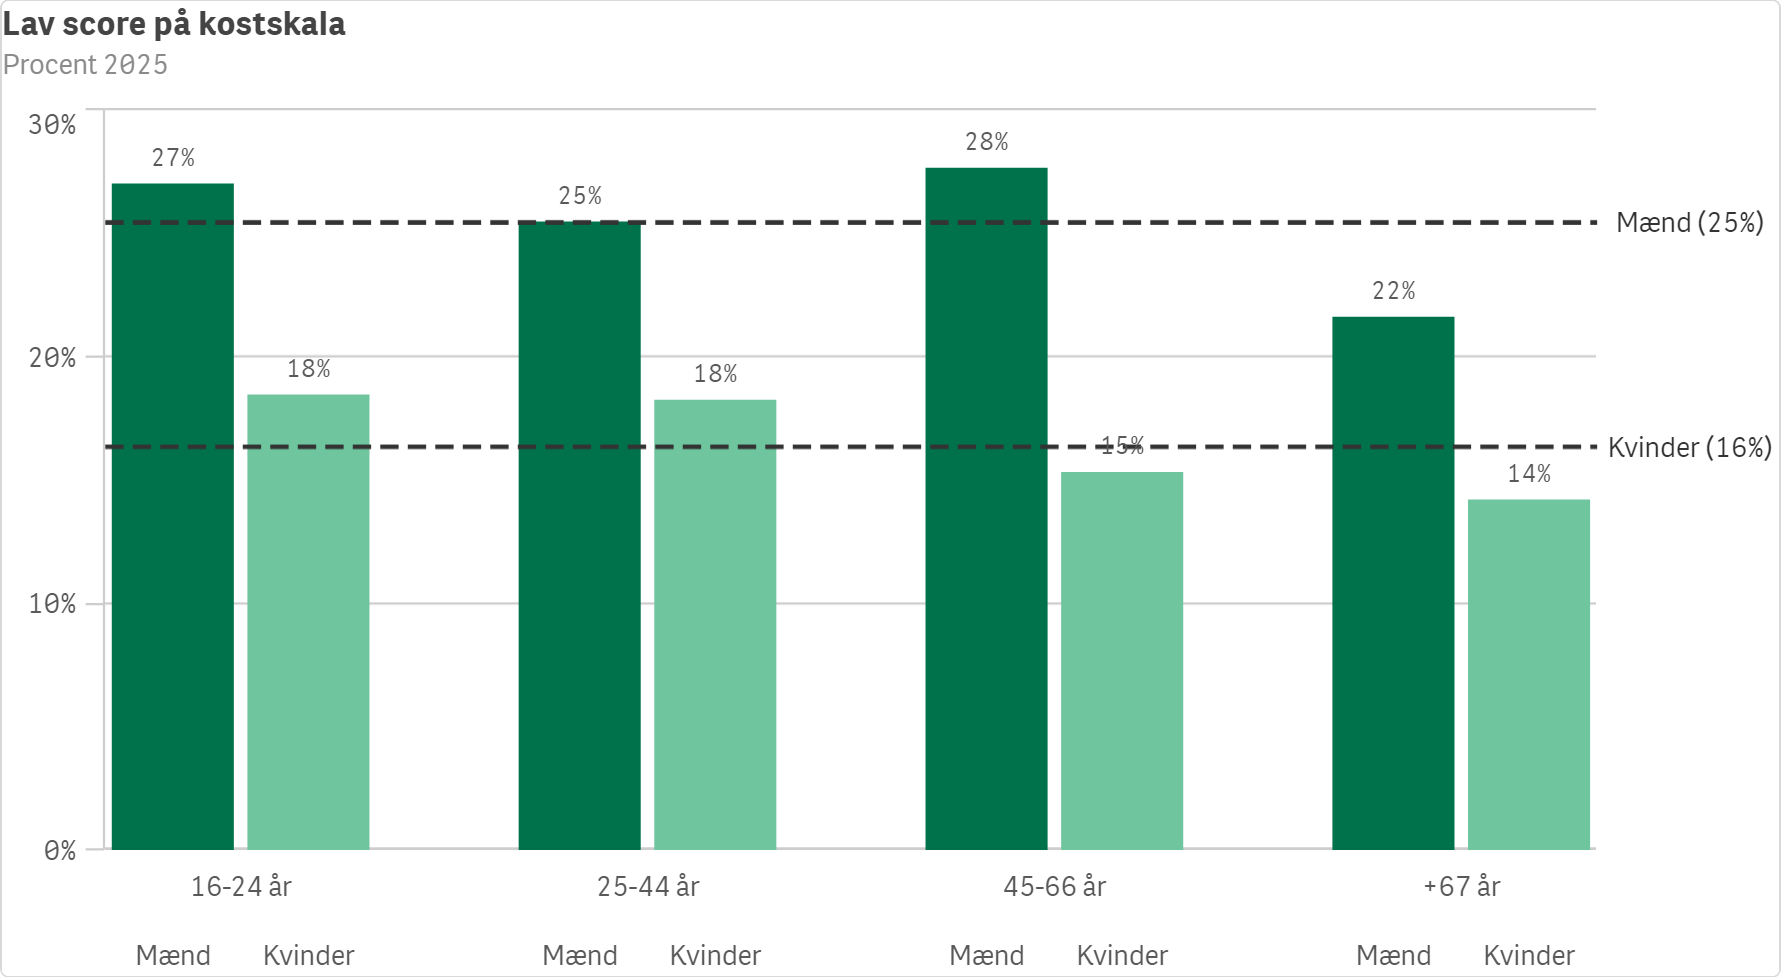 Lav score på kostskala
Procent 2025
30%
20%
10%
0%
27%
18%
25%
18%
28%
15%
22%
14%
Mænd (25%)
Kvinder (16%)
16-24 år
25-44 år
45-66 år
+67 år
Mænd Kvinder Mænd Kvinder Mænd Kvinder Mænd Kvinder